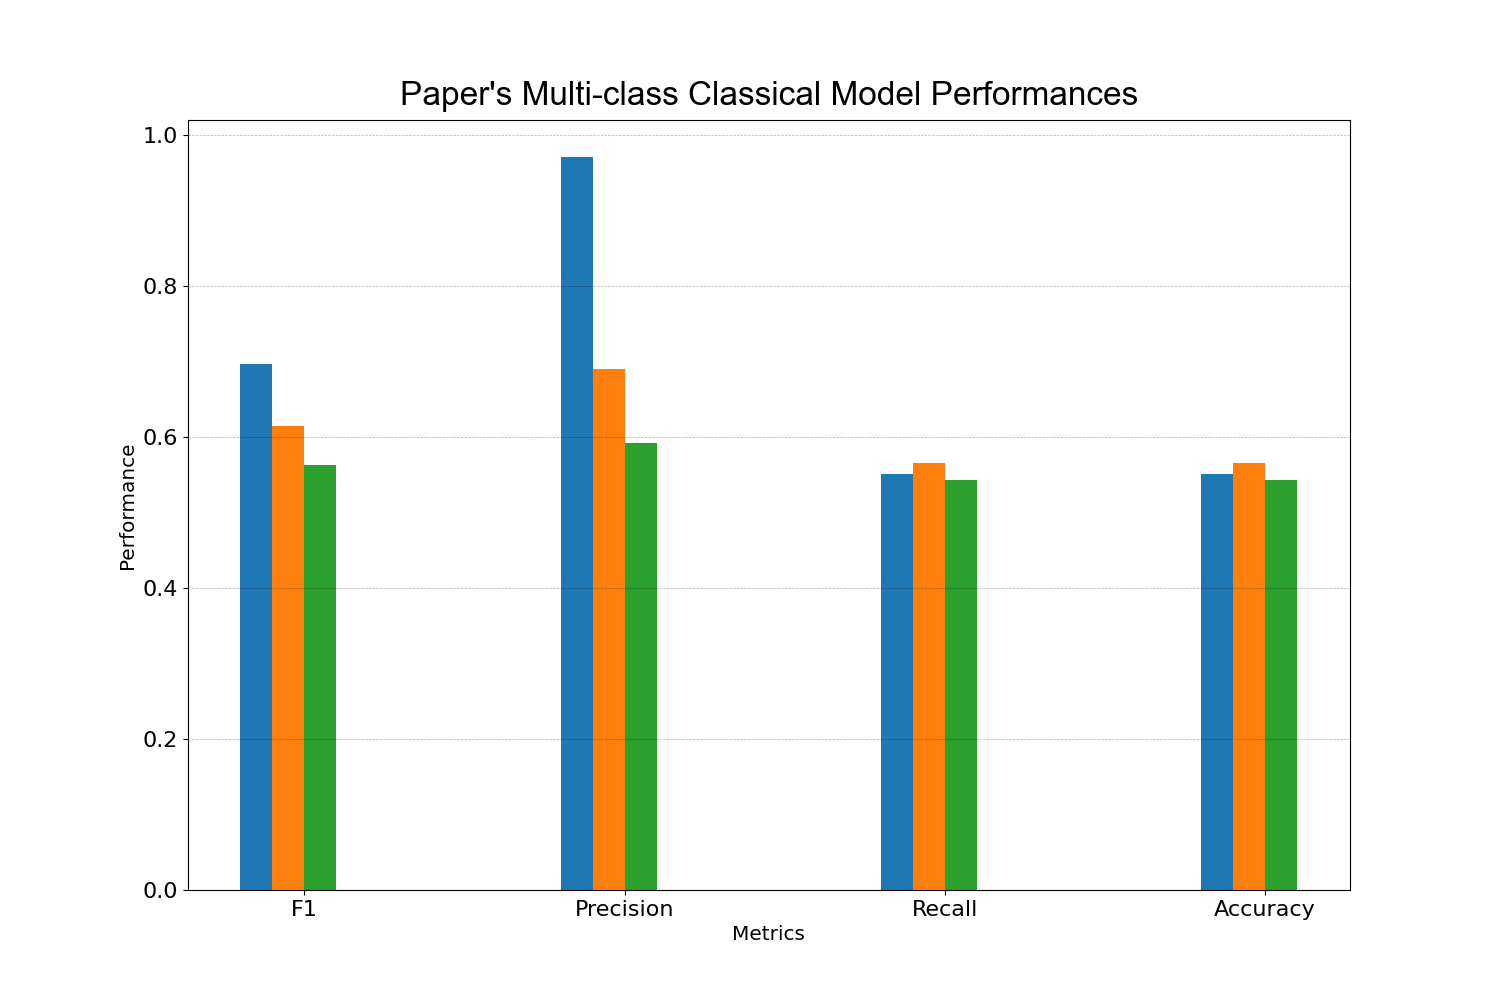 Paper's Multi-class Classical Model Performances
1.0
0.8
0.6
0.4
0.2
0.0
Performance
F1 Precision Recall Accuracy
Metrics